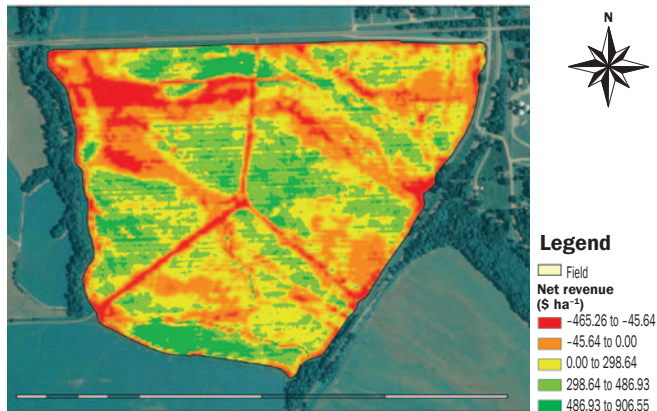 N
Legend
Field
Net revenue
($ ha⁻¹)
−465.26 to −45.64
−45.64 to 0.00
0.00 to 298.64
298.64 to 486.93
486.93 to 906.55